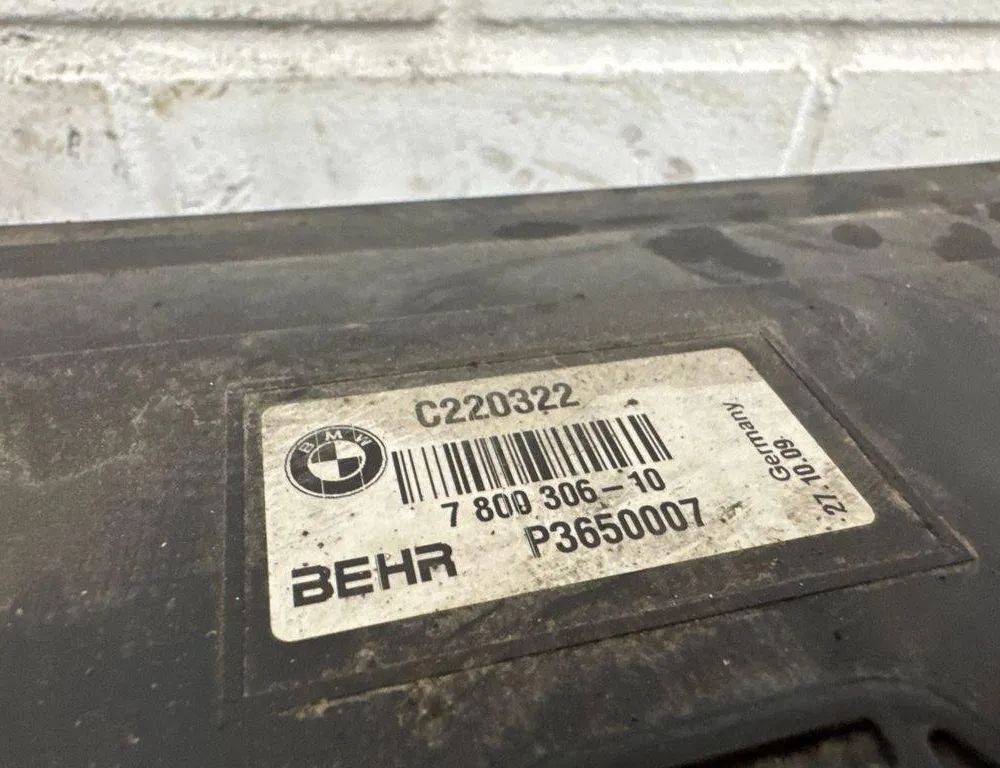 C220322
BMW
7 800 306-10
P3650007
BEHR
Germany.
27.10.09.